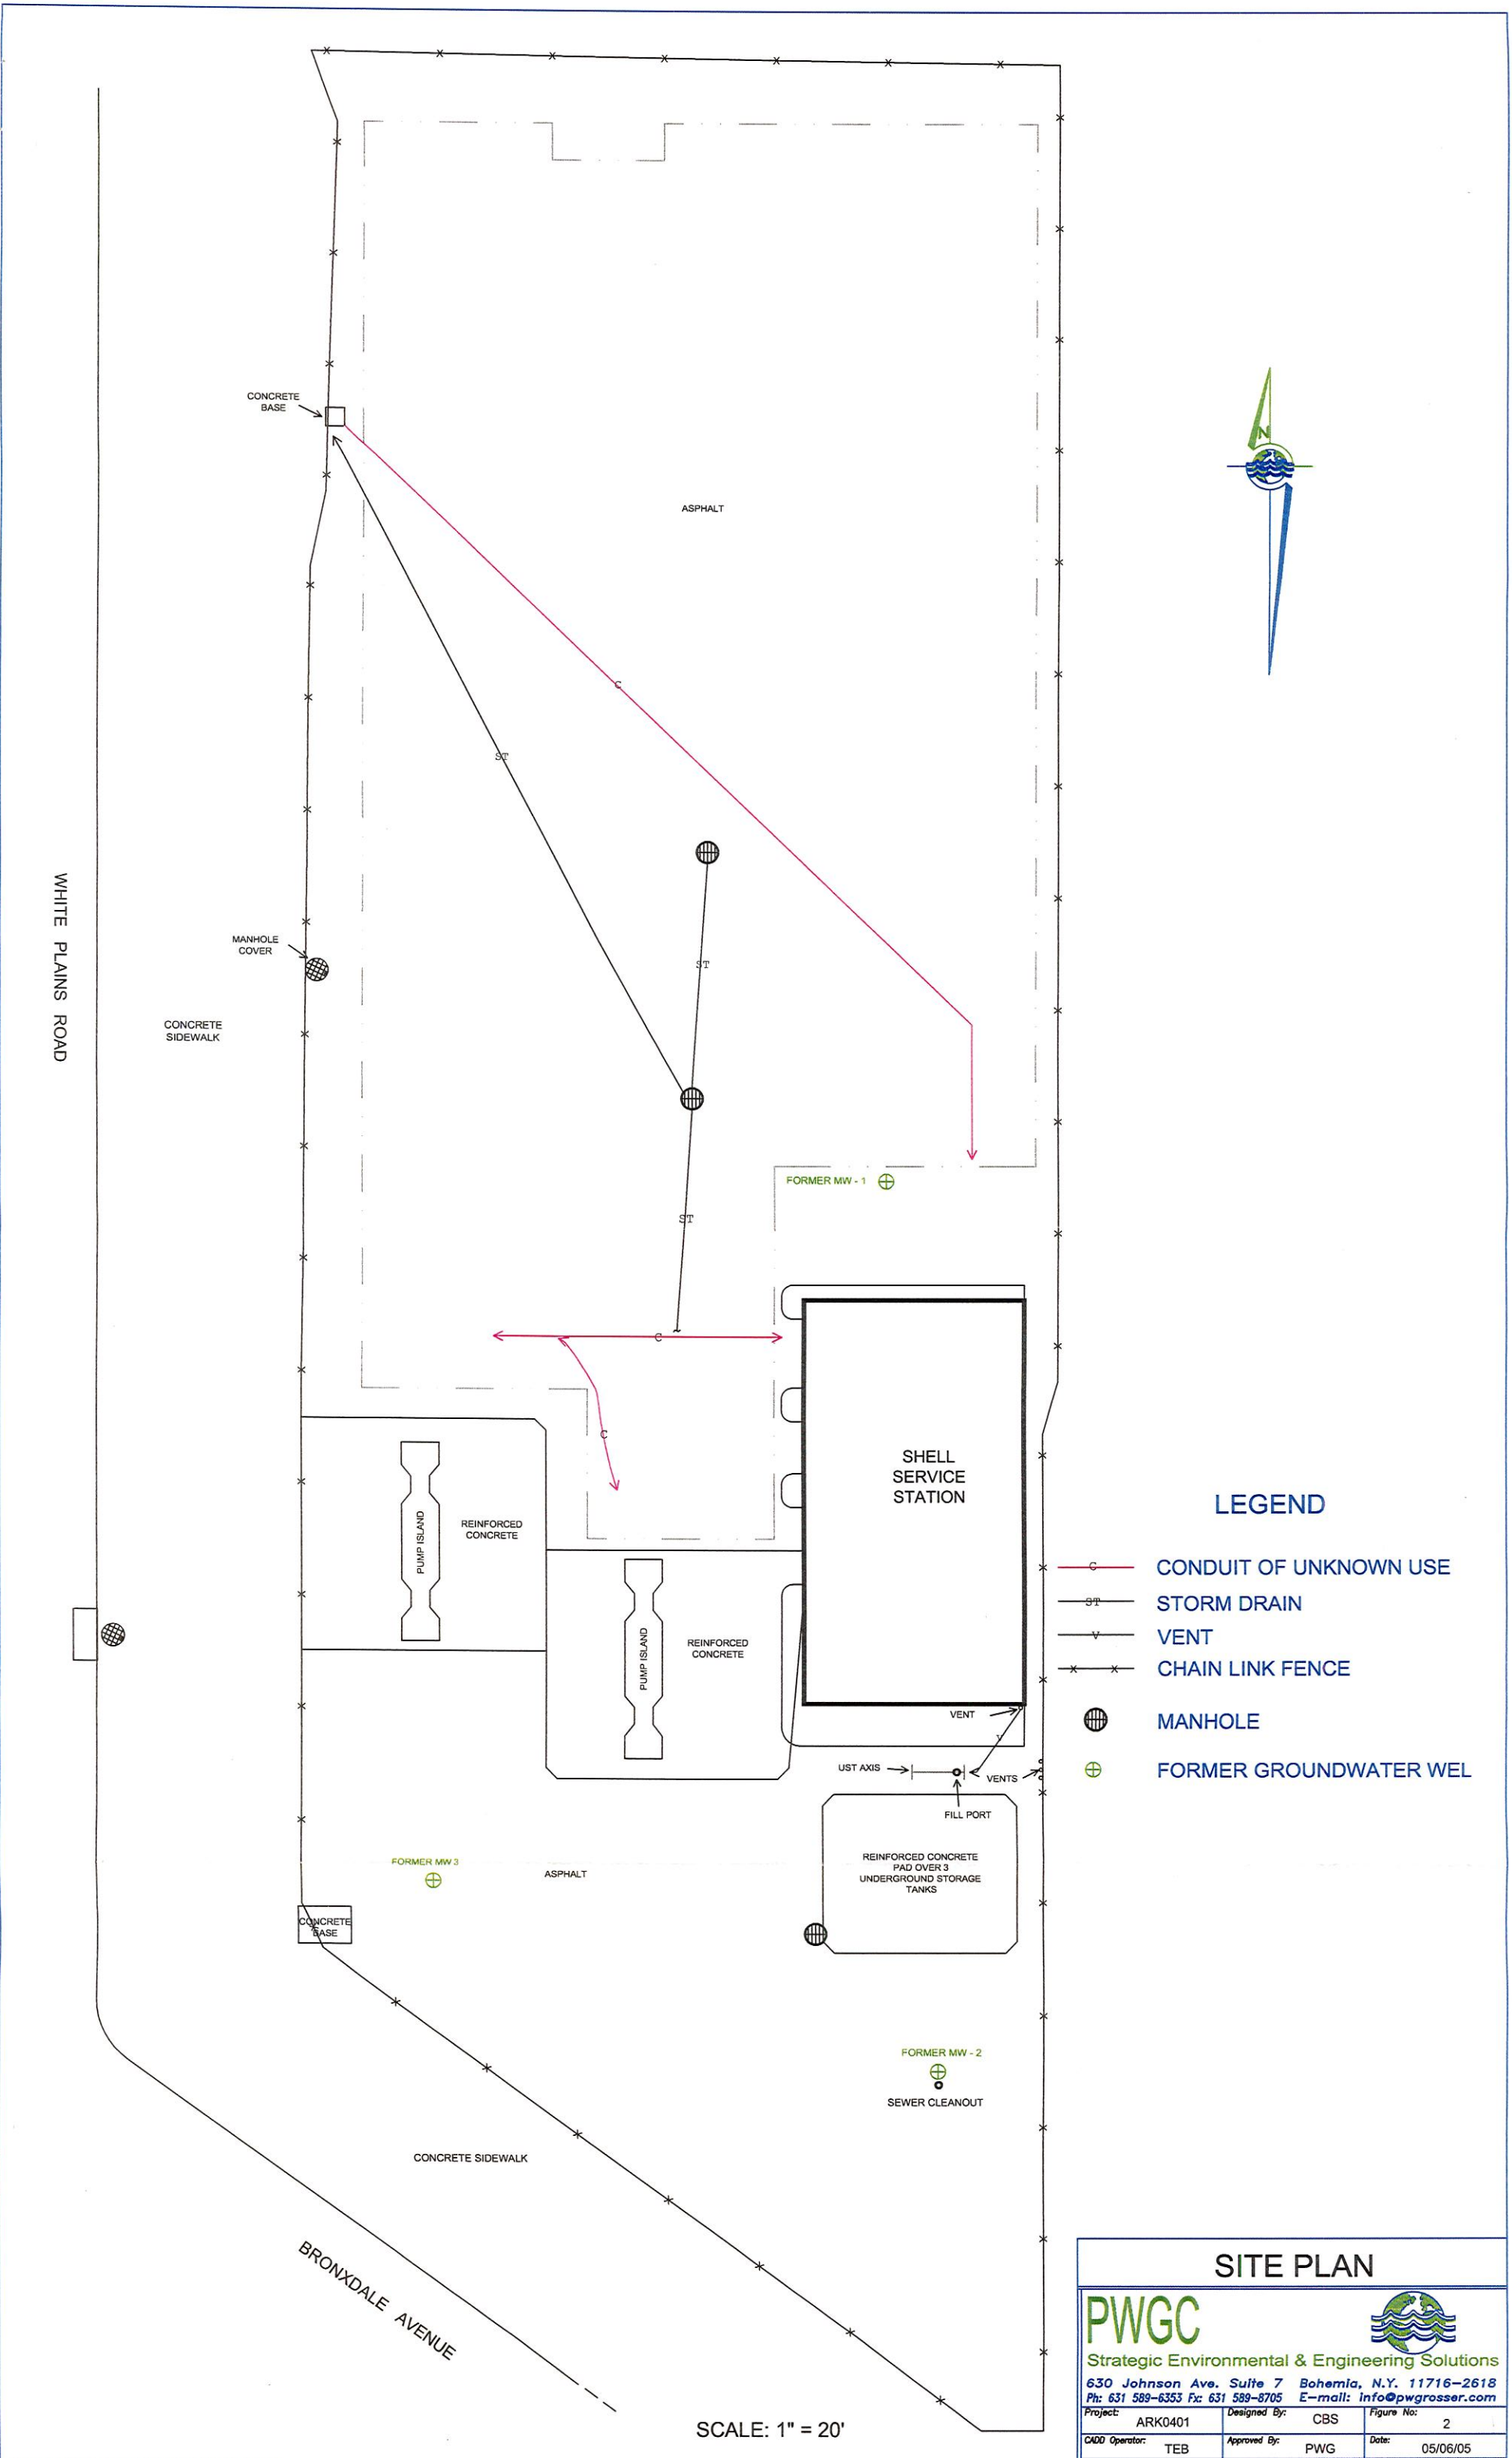 CONCRETE
BASE
ASPHALT
N
C
ST
WHITE PLAINS ROAD
MANHOLE
COVER
ST
CONCRETE
SIDEWALK
FORMER MW - 1
ST
C
C
SHELL
SERVICE
STATION
PUMP ISLAND
REINFORCED
CONCRETE
PUMP ISLAND
REINFORCED
CONCRETE
VENT
V
UST AXIS
VENTS
FILL PORT
REINFORCED CONCRETE
PAD OVER 3
UNDERGROUND STORAGE
TANKS
FORMER MW 3
ASPHALT
CONCRETE
BASE
FORMER MW - 2
SEWER CLEANOUT
CONCRETE SIDEWALK
BRONXDALE AVENUE
SCALE: 1" = 20'
LEGEND
C CONDUIT OF UNKNOWN USE
ST STORM DRAIN
V VENT
X X CHAIN LINK FENCE
MANHOLE
FORMER GROUNDWATER WEL
SITE PLAN
PWGC
Strategic Environmental & Engineering Solutions
630 Johnson Ave. Suite 7 Bohemia, N.Y. 11716-2618
Ph: 631 589-6353 Fx: 631 589-8705 E-mail: info@pwgrosser.com
Project: ARK0401 Designed By: CBS Figure No: 2
CADD Operator: TEB Approved By: PWG Date: 05/06/05